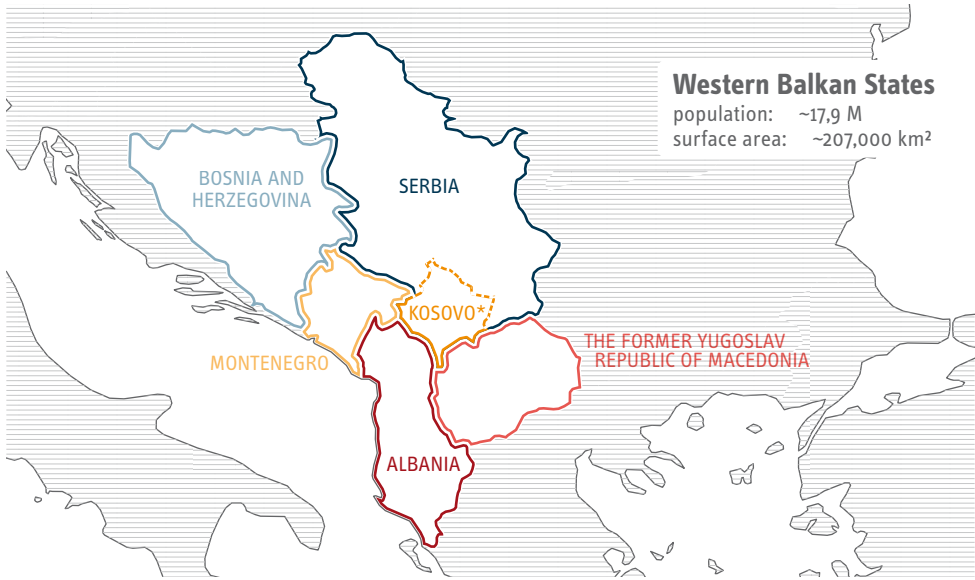 Western Balkan States
population: ~17,9 M
surface area: ~207,000 km²
BOSNIA AND
HERZEGOVINA
SERBIA
KOSOVO*
MONTENEGRO
THE FORMER YUGOSLAV
REPUBLIC OF MACEDONIA
ALBANIA